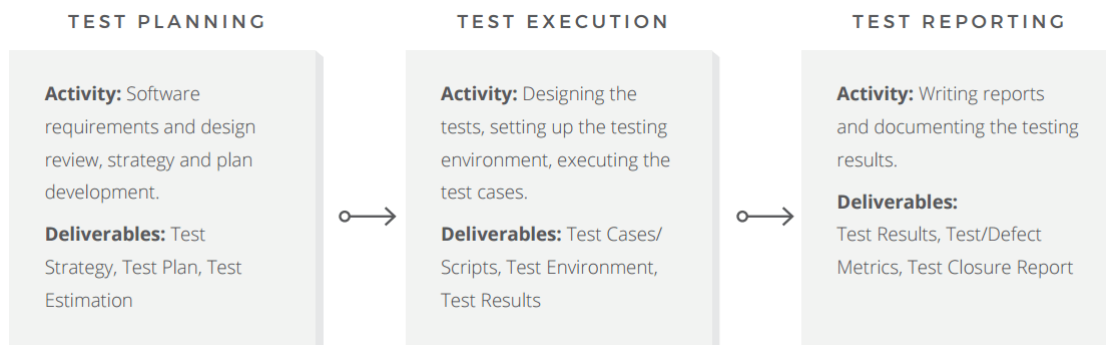 TEST PLANNING
Activity: Software
requirements and design
review, strategy and plan
development.
Deliverables: Test
Strategy, Test Plan, Test
Estimation
TEST EXECUTION
Activity: Designing the
tests, setting up the testing
environment, executing the
test cases.
Deliverables: Test Cases/
Scripts, Test Environment,
Test Results
TEST REPORTING
Activity: Writing reports
and documenting the testing
results.
Deliverables:
Test Results, Test/Defect
Metrics, Test Closure Report